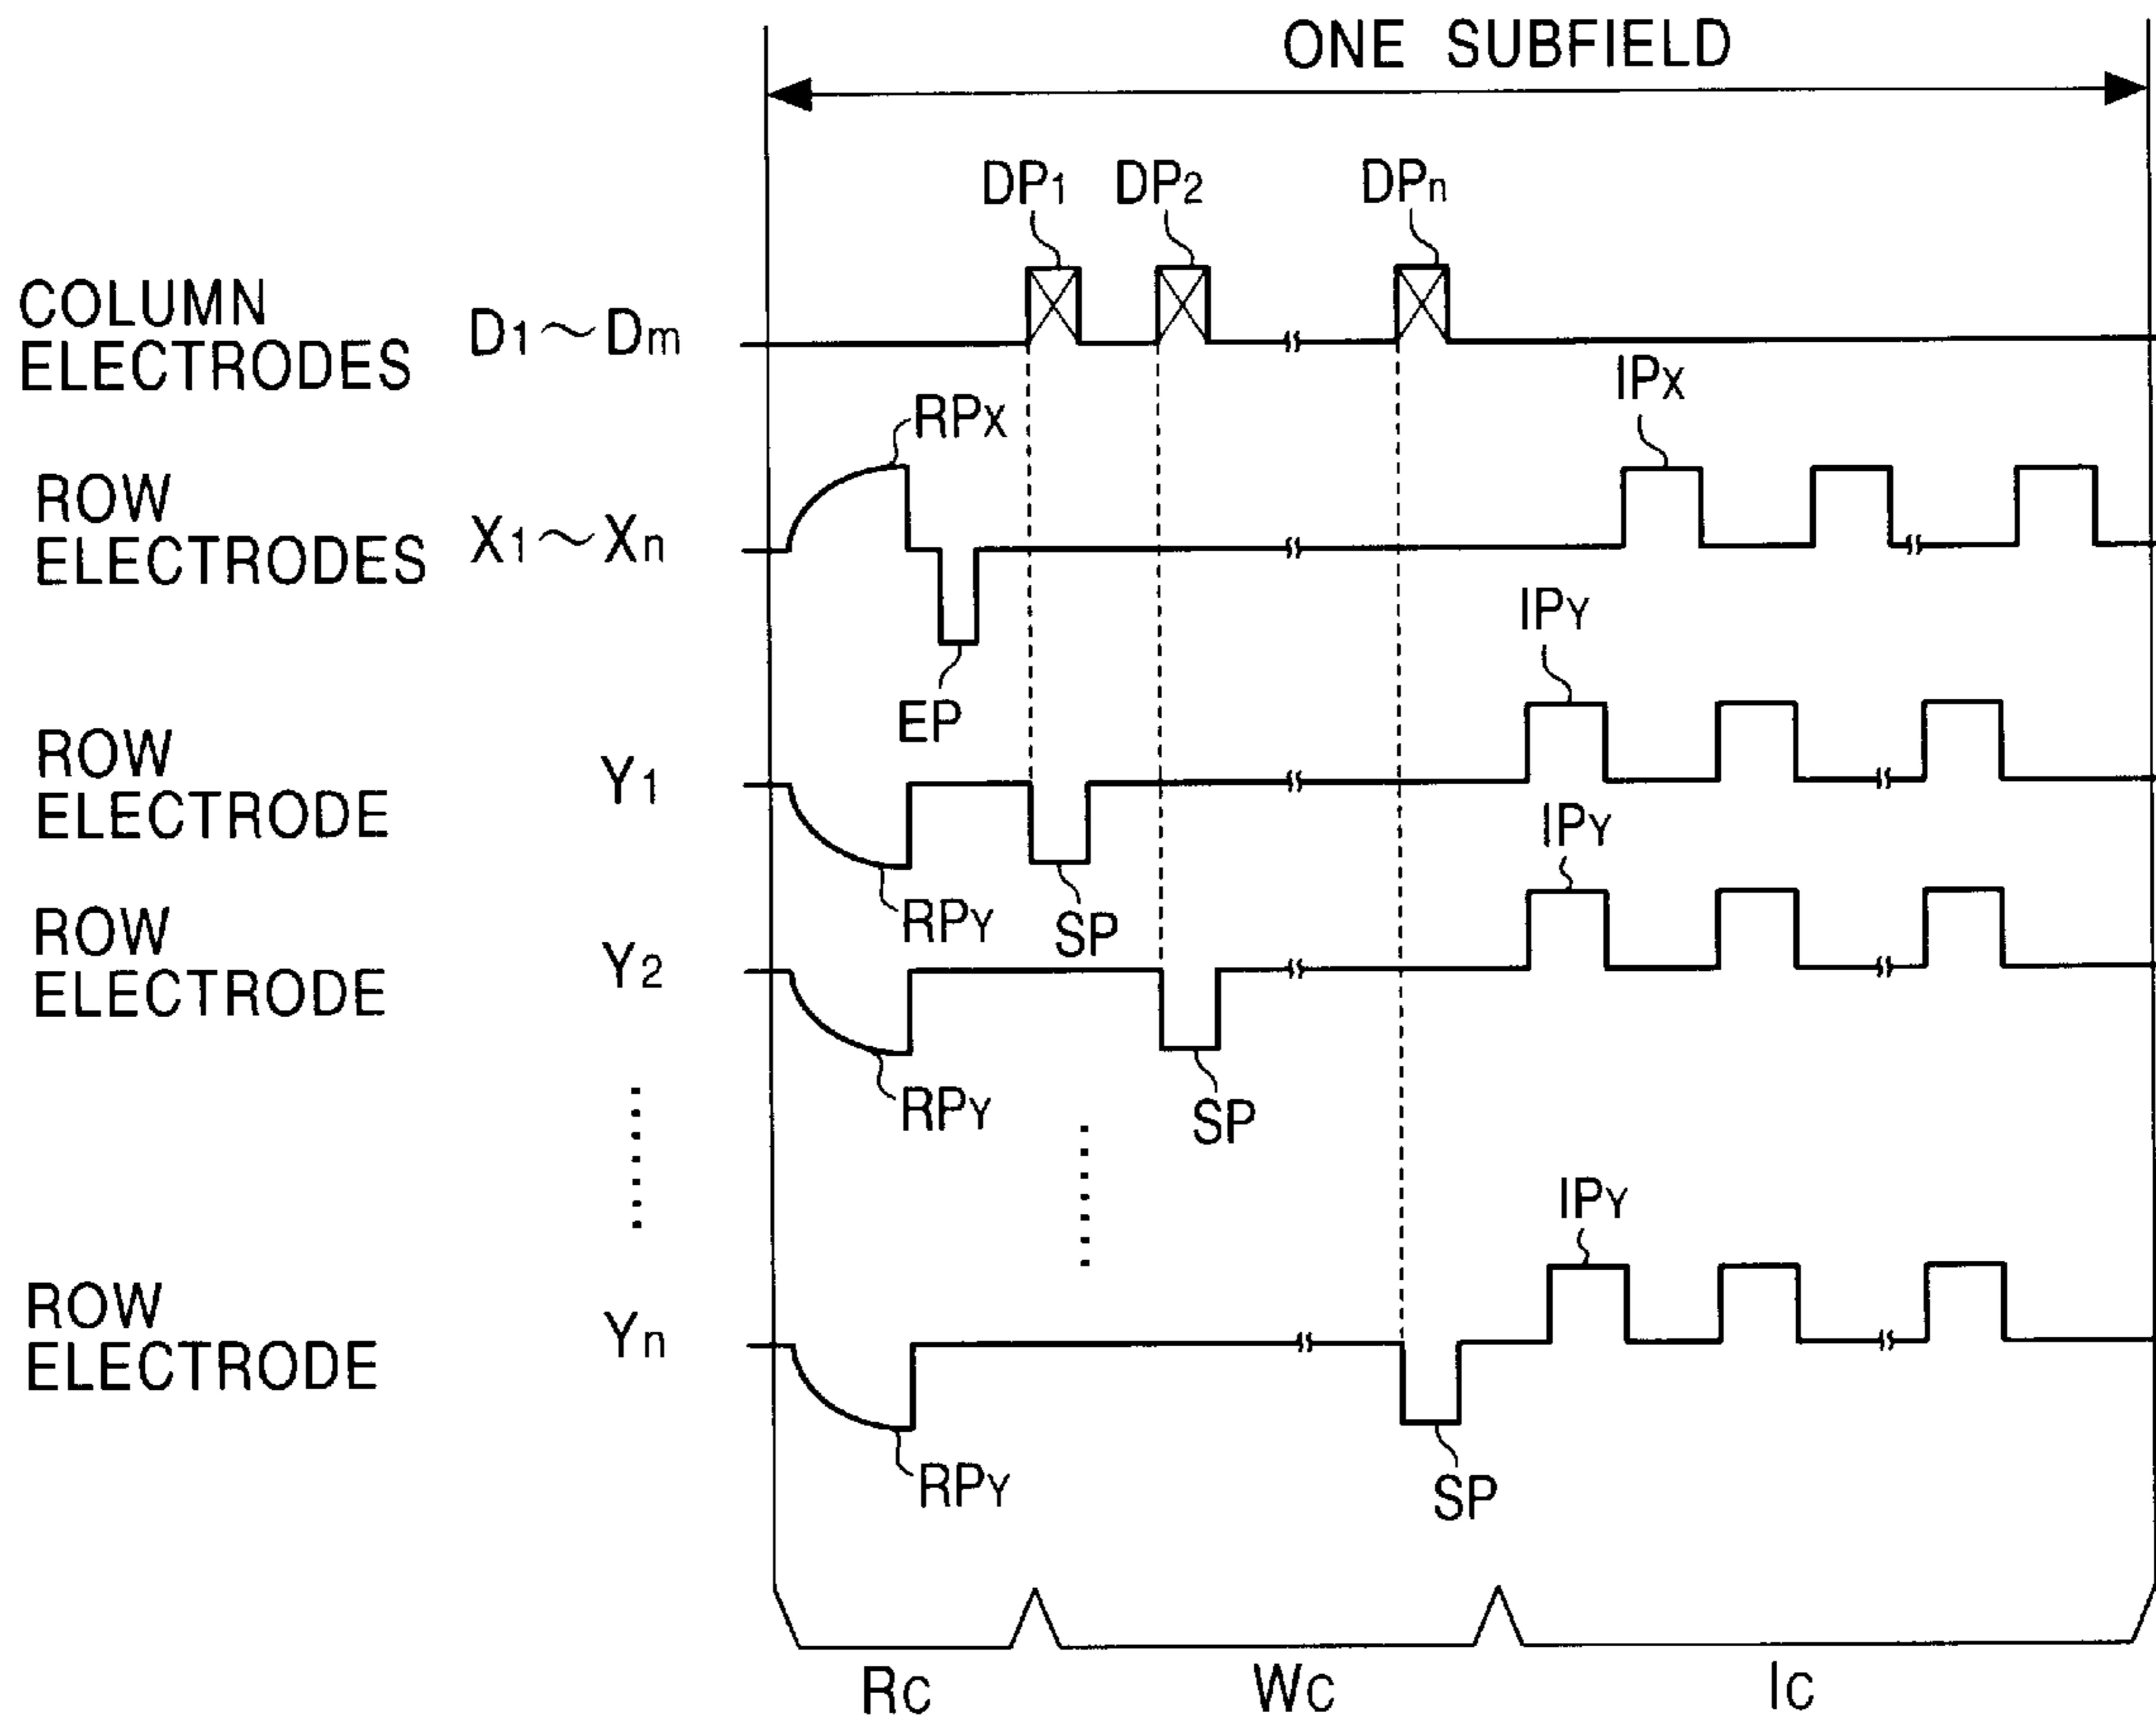 ONE SUBFIELD
DP1 DP2 DPn
COLUMN
ELECTRODES D1～Dm
IPX
RPX
ROW
ELECTRODES X1～Xn
IPY
EP
ROW
ELECTRODE Y1
IPY
RPY SP
ROW
ELECTRODE Y2
RPY SP
IPY
ROW
ELECTRODE Yn
RPY SP
RC WC IC